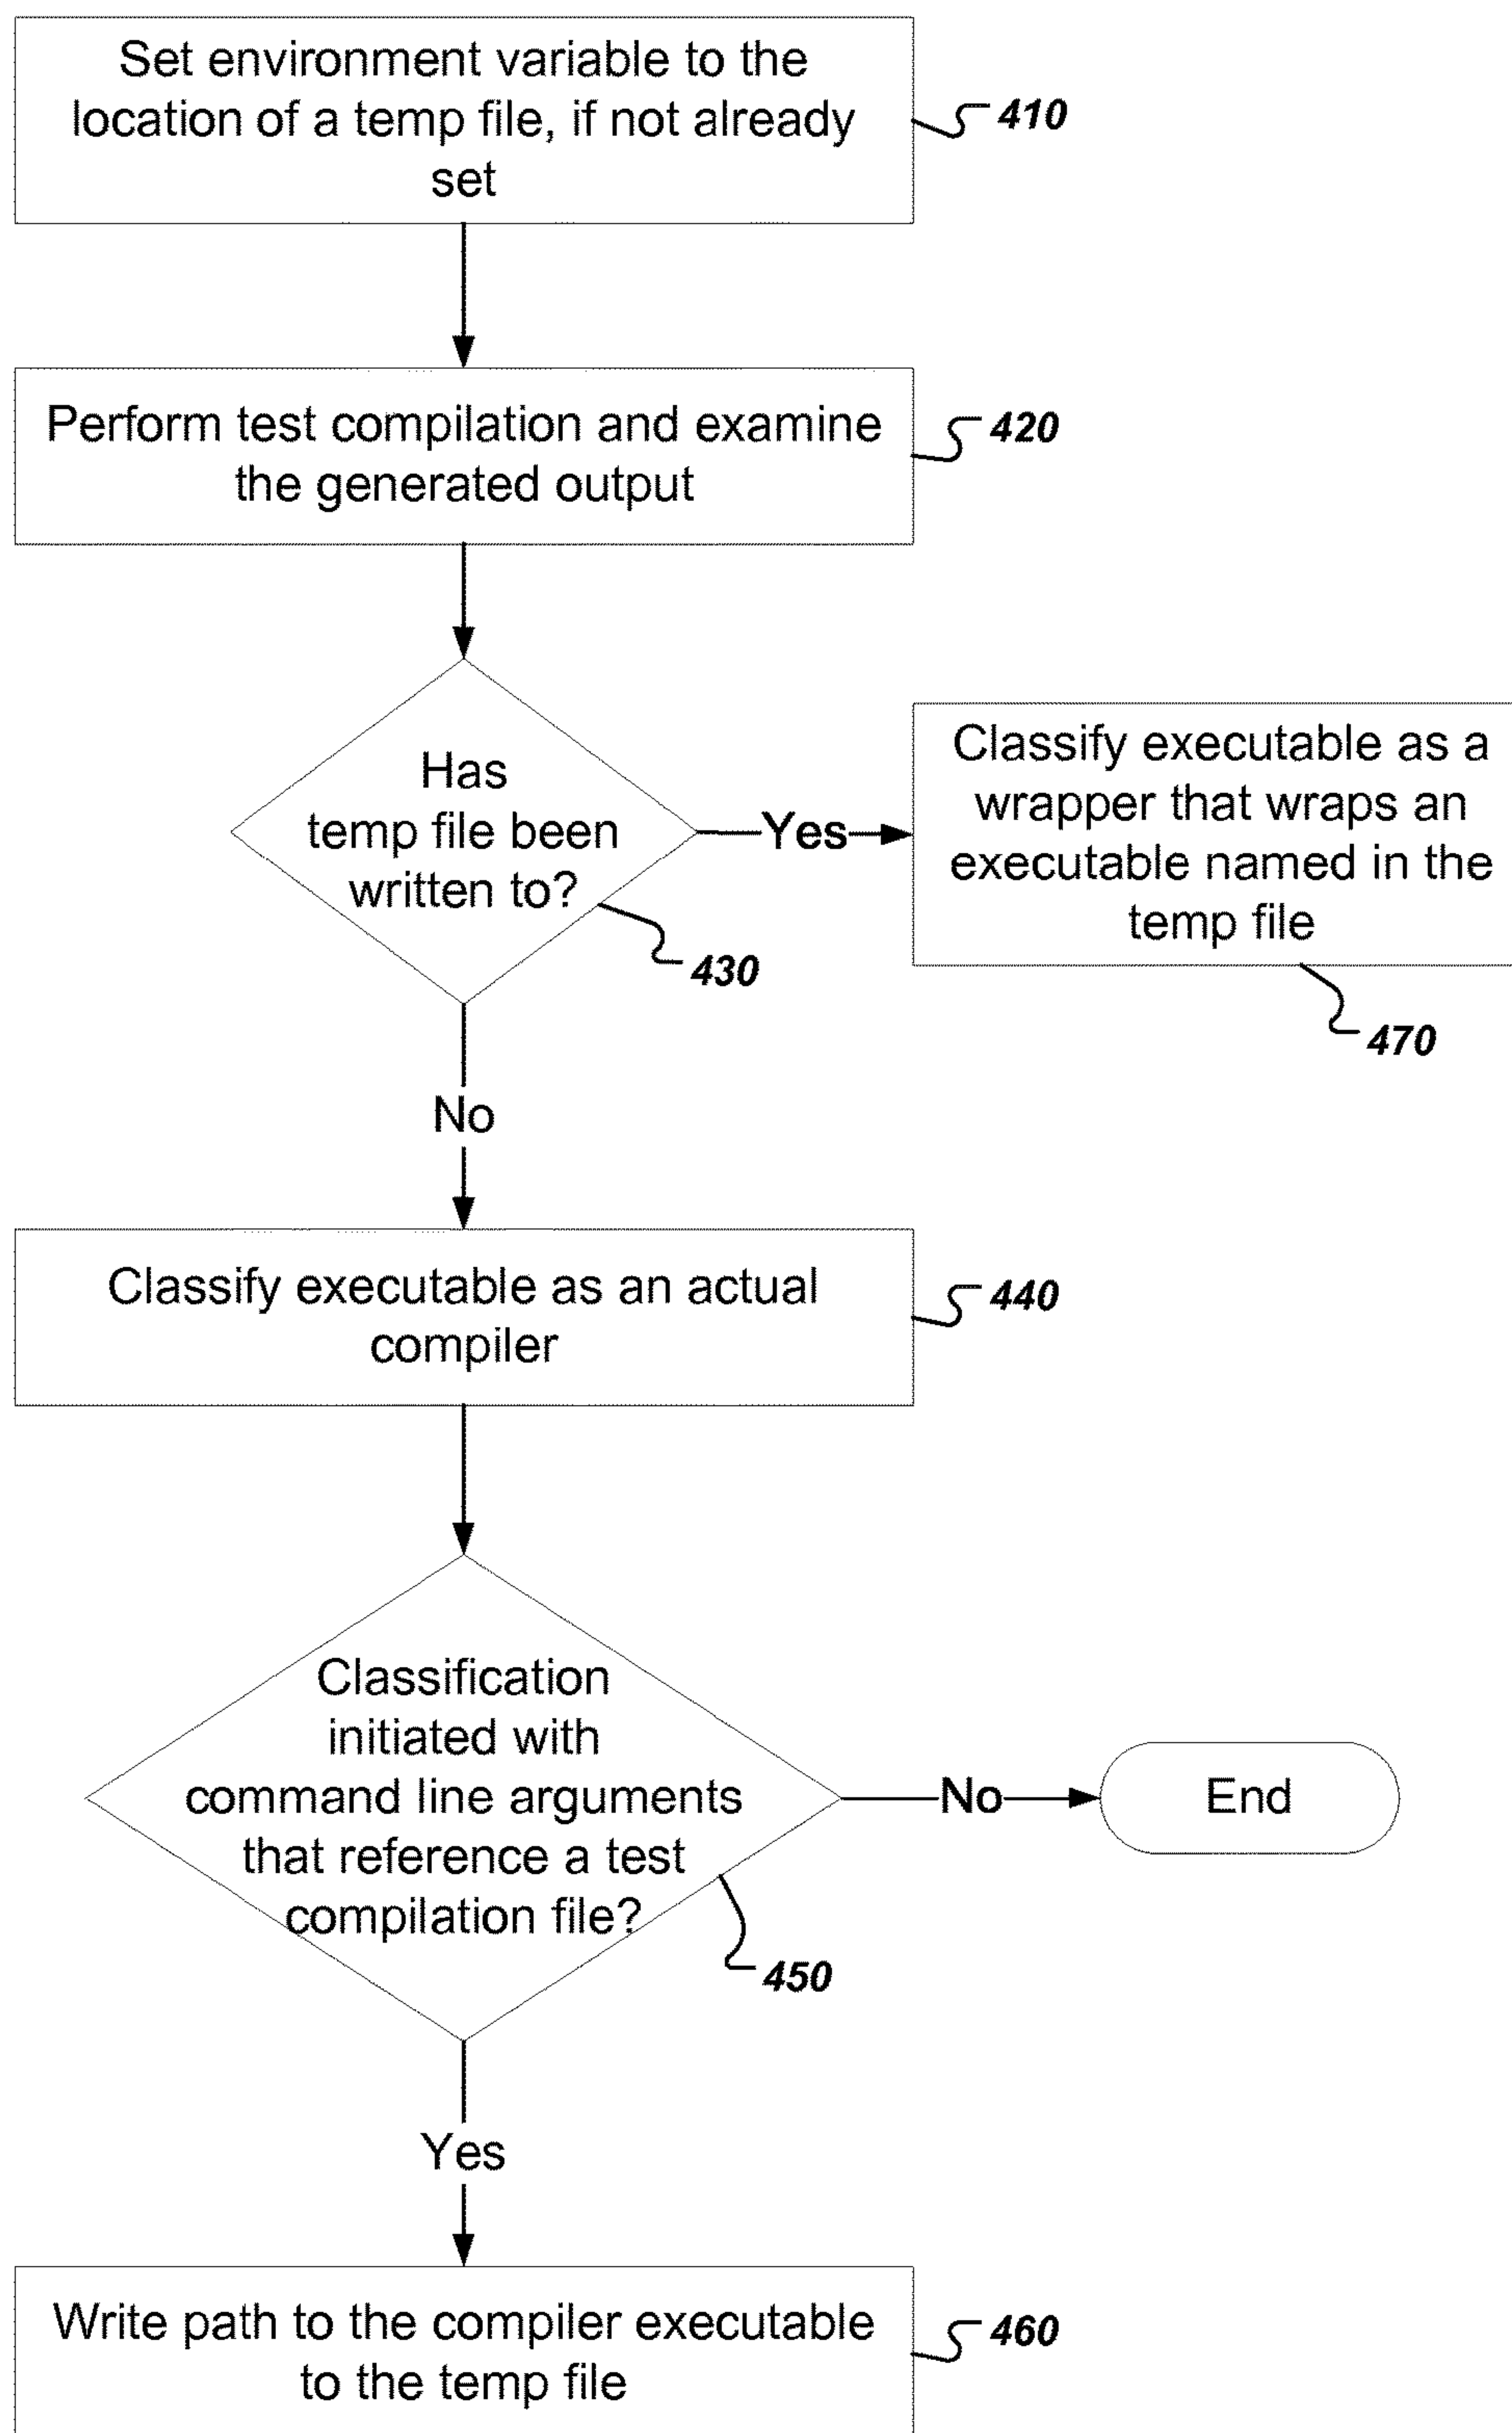 Set environment variable to the
location of a temp file, if not already
set
410
Perform test compilation and examine
the generated output
420
Has
temp file been
written to?
430
Yes
Classify executable as a
wrapper that wraps an
executable named in the
temp file
470
No
Classify executable as an actual
compiler
440
Classification
initiated with
command line arguments
that reference a test
compilation file?
450
No
End
Yes
Write path to the compiler executable
to the temp file
460